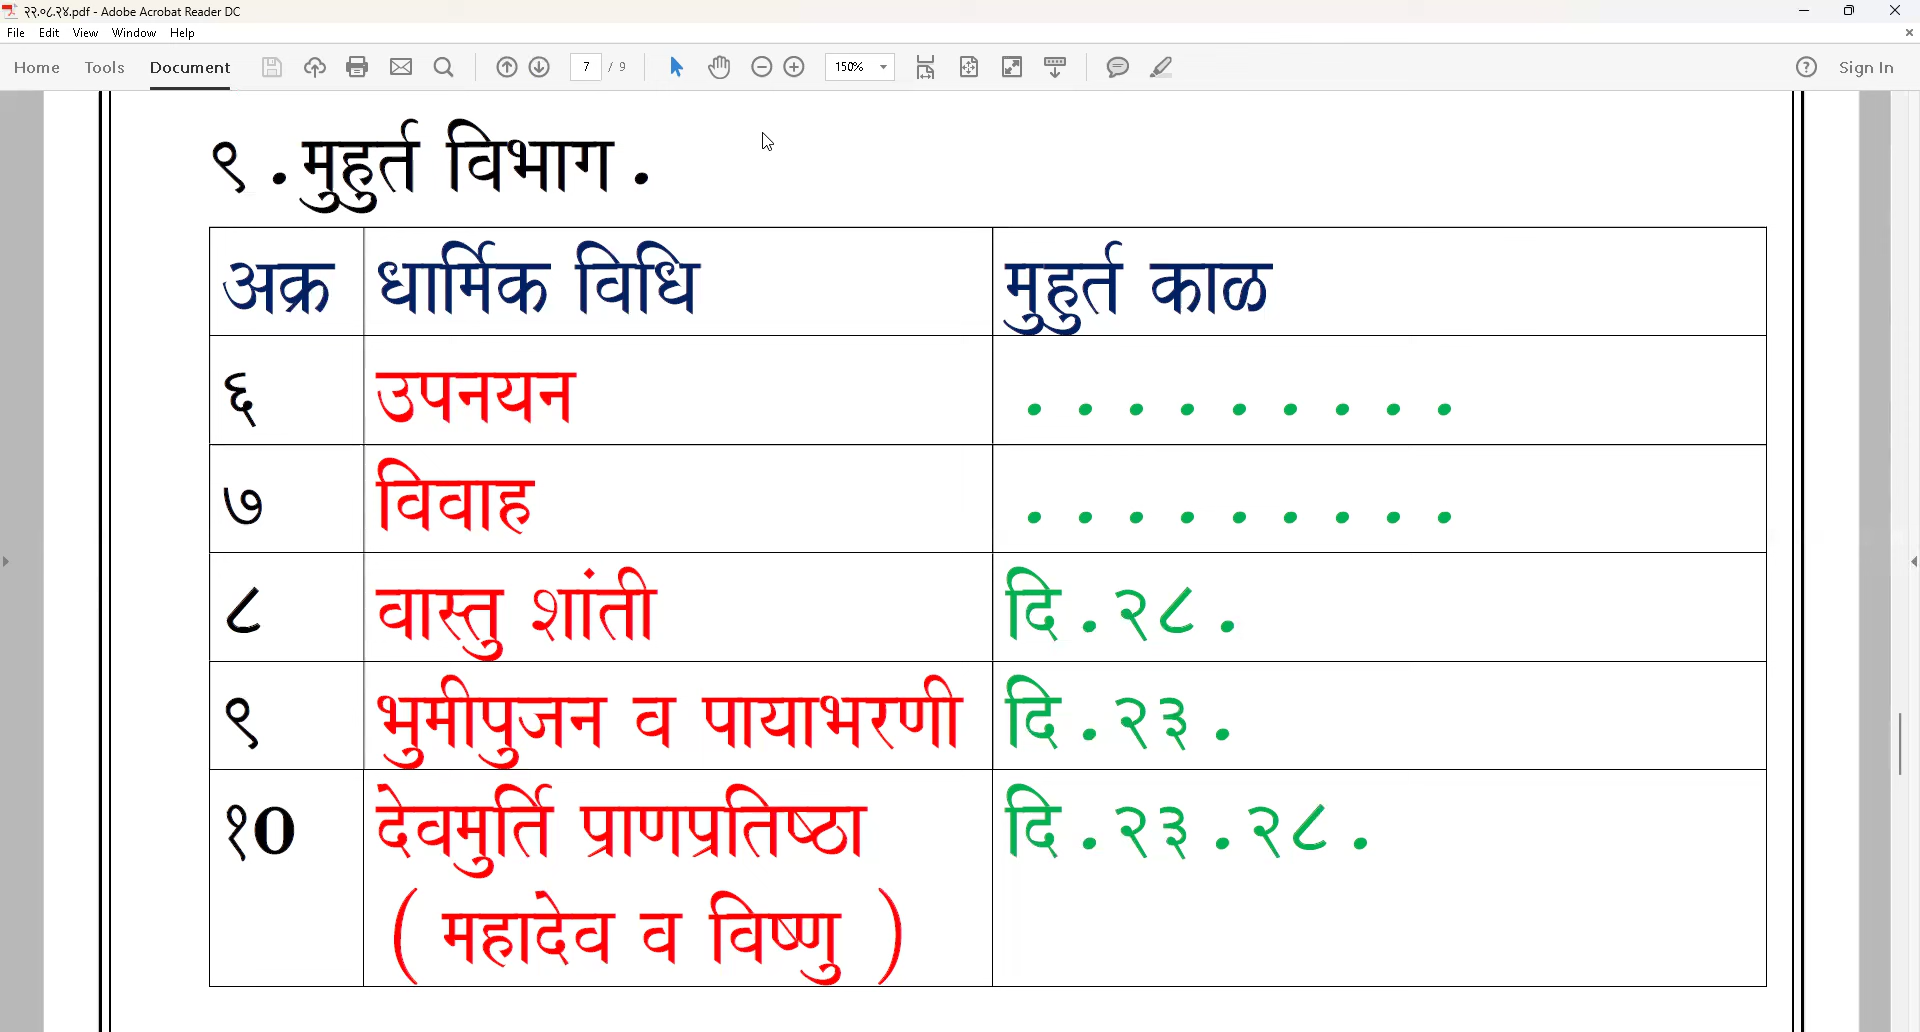 २२.०८.२४.pdf - Adobe Acrobat Reader DC
File Edit View Window Help
Home Tools Document 7 / 9 150% Sign In
९.मुहुर्त विभाग.
अक्र धार्मिक विधि मुहुर्त काळ
६ उपनयन . . . . . . . . .
७ विवाह . . . . . . . . .
८ वास्तु शांती दि.२८.
९ भुमीपुजन व पायाभरणी दि.२३.
१0 देवमुर्ति प्राणप्रतिष्ठा दि.२३.२८.
( महादेव व विष्णु )